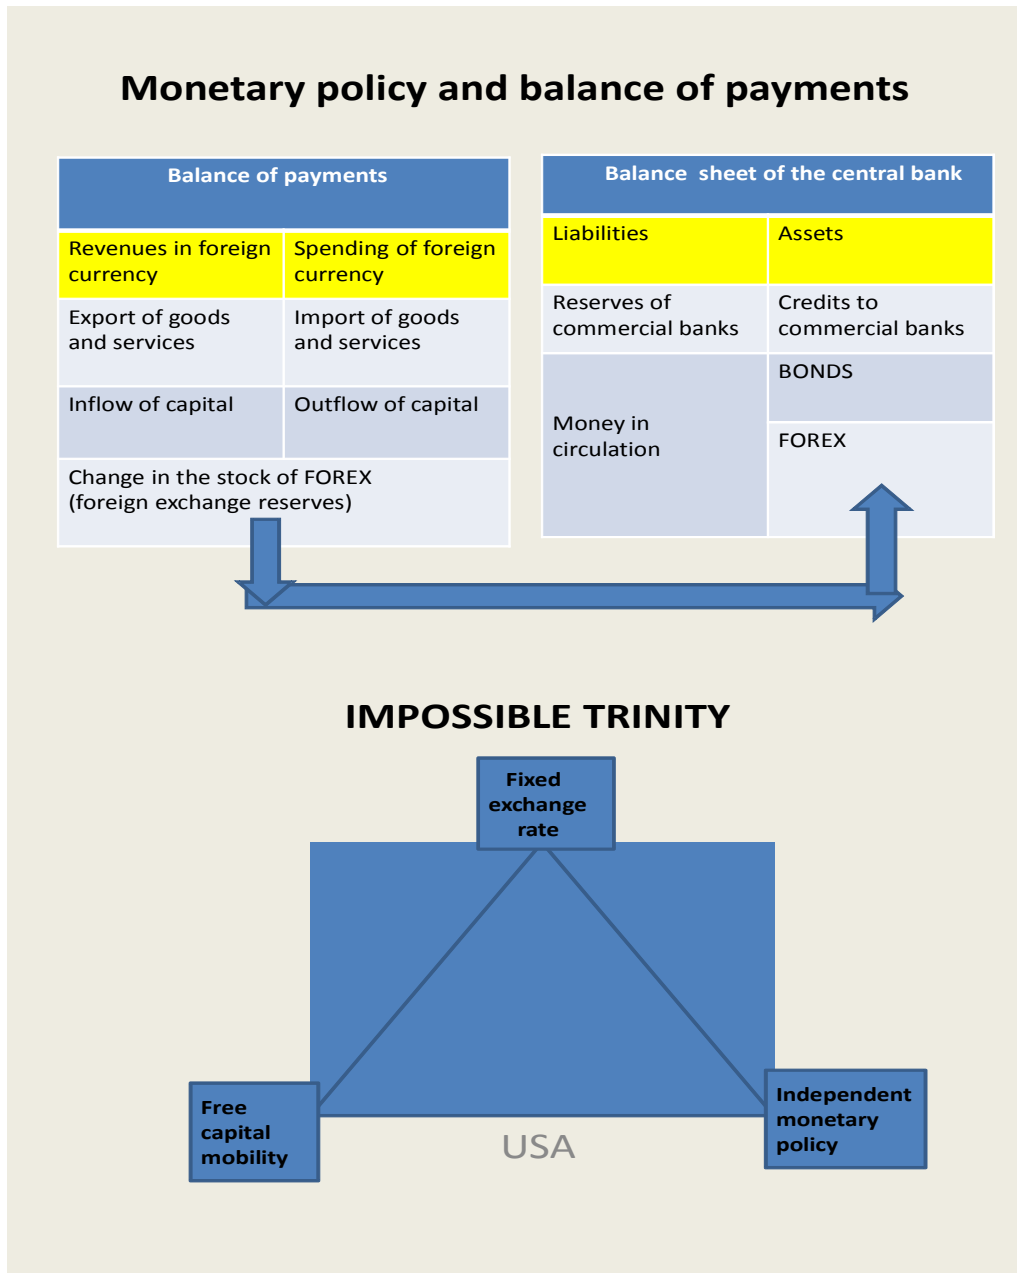 Monetary policy and balance of payments
Balance of payments
Revenues in foreign
currency
Spending of foreign
currency
Export of goods
and services
Import of goods
and services
Inflow of capital
Outflow of capital
Change in the stock of FOREX
(foreign exchange reserves)
Balance sheet of the central bank
Liabilities
Assets
Reserves of
commercial banks
Credits to
commercial banks
Money in
circulation
BONDS
FOREX
IMPOSSIBLE TRINITY
Fixed
exchange
rate
Free
capital
mobility
USA
Independent
monetary
policy